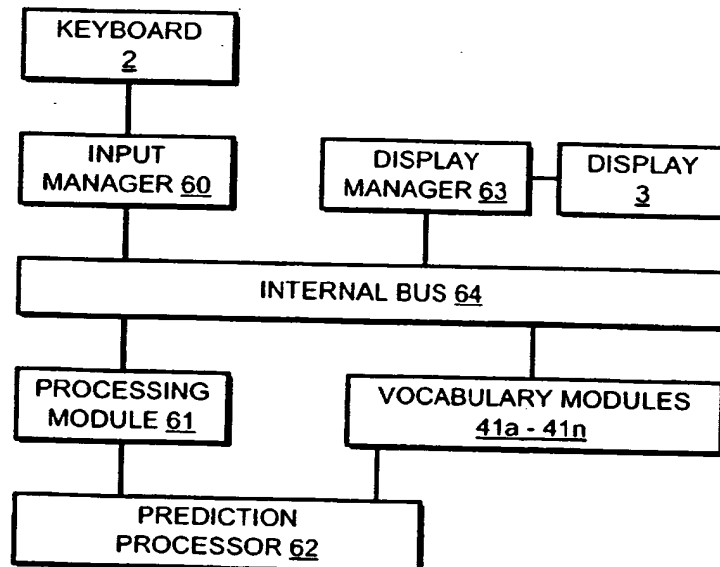 KEYBOARD
2
INPUT
MANAGER 60
DISPLAY
MANAGER 63
DISPLAY
3
INTERNAL BUS 64
PROCESSING
MODULE 61
VOCABULARY MODULES
41a - 41n
PREDICTION
PROCESSOR 62